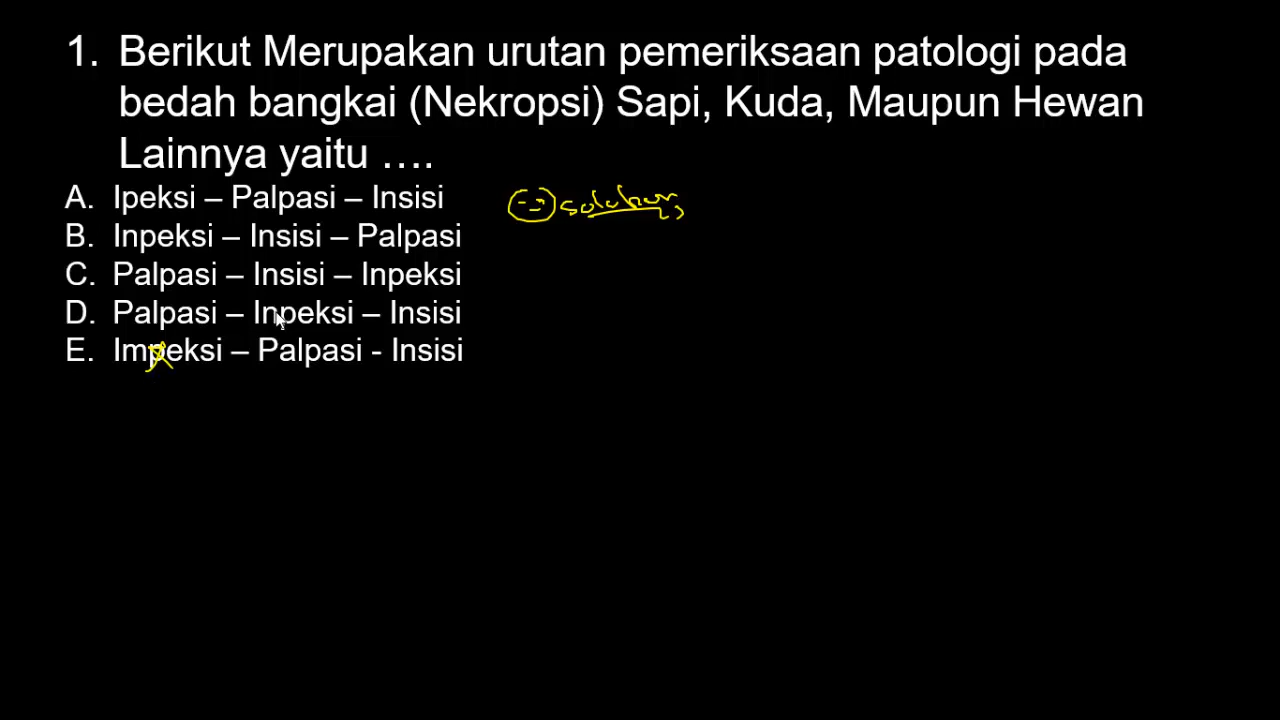 1. Berikut Merupakan urutan pemeriksaan patologi pada
bedah bangkai (Nekropsi) Sapi, Kuda, Maupun Hewan
Lainnya yaitu ….
A. Ipeksi – Palpasi – Insisi
B. Inpeksi – Insisi – Palpasi
C. Palpasi – Insisi – Inpeksi
D. Palpasi – Inpeksi – Insisi
E. Impeksi – Palpasi - Insisi